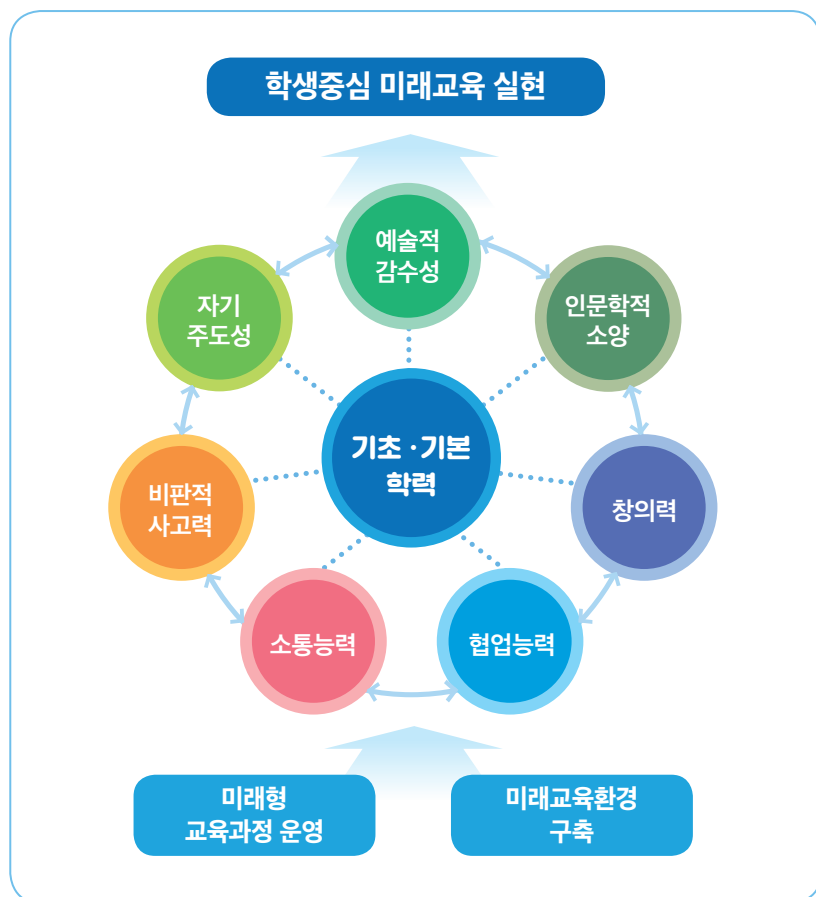 학생중심 미래교육 실현
예술적
감수성
자기
주도성
인문학적
소양
기초·기본
학력
비판적
사고력
창의력
소통능력
협업능력
미래형
교육과정 운영
미래교육환경
구축